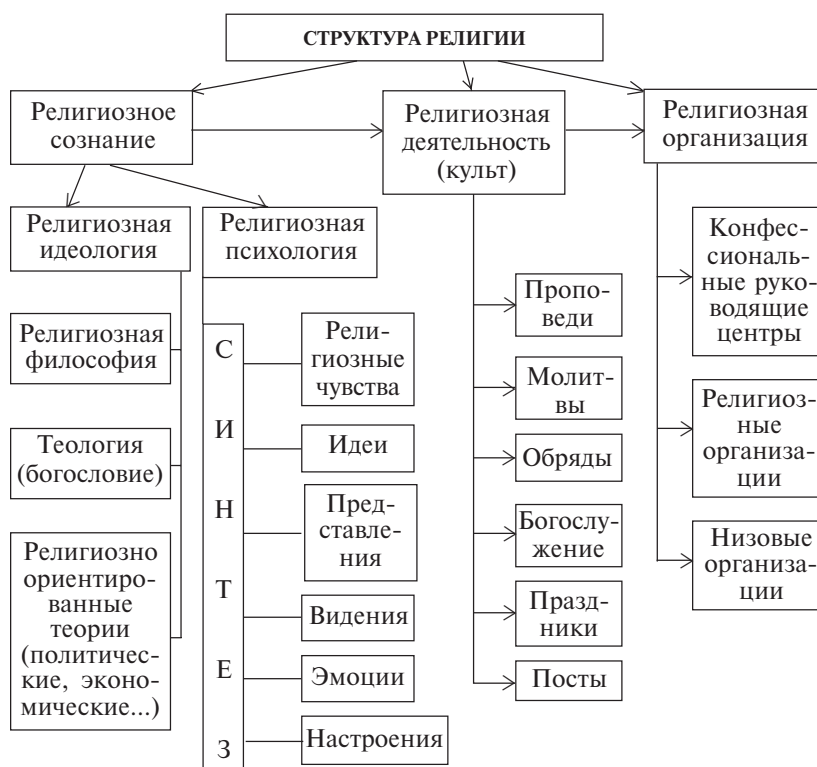 СТРУКТУРА РЕЛИГИИ
Религиозное
сознание
Религиозная
деятельность
(культ)
Религиозная
организация
Религиозная
идеология
Религиозная
психология
Религиозная
философия
Теология
(богословие)
Религиозно
ориентиро-
ванные
теории
(политичес-
кие, эконо-
мические...)
С
И
Н
Т
Е
З
Рели-
гиозные
чувства
Идеи
Пред-
ставле-
ния
Видения
Эмоции
Настроения
Пропо-
веди
Молит-
вы
Обряды
Богослу-
жение
Празд-
ники
Посты
Конфес-
сиональ-
ные руко-
водящие
центры
Религиоз-
ные
организа-
ции
Низовые
организа-
ции